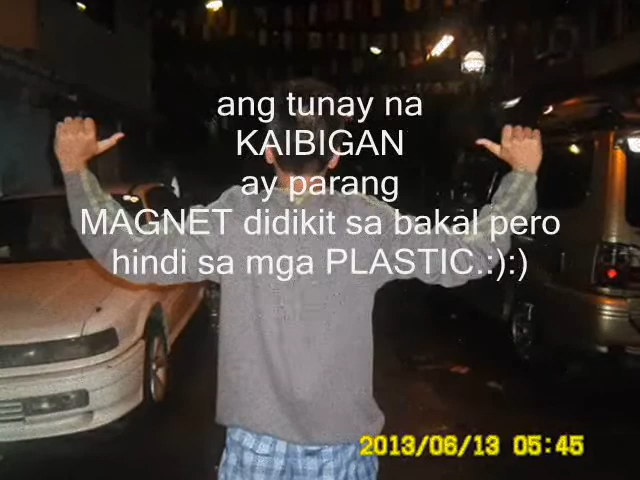 ang tunay na
KAIBIGAN
ay parang
MAGNET didikit sa bakal pero
hindi sa mga PLASTIC.:):)
2013/06/13 05:45